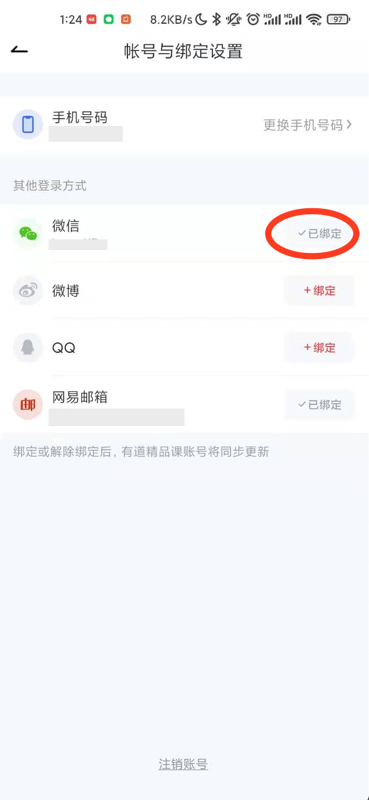 1:24
8.2KB/s
97
帐号与绑定设置
手机号码
更换手机号码
其他登录方式
微信
已绑定
微博
+ 绑定
QQ
+ 绑定
邮
网易邮箱
已绑定
绑定或解除绑定后，有道精品课账号将同步更新
注销账号